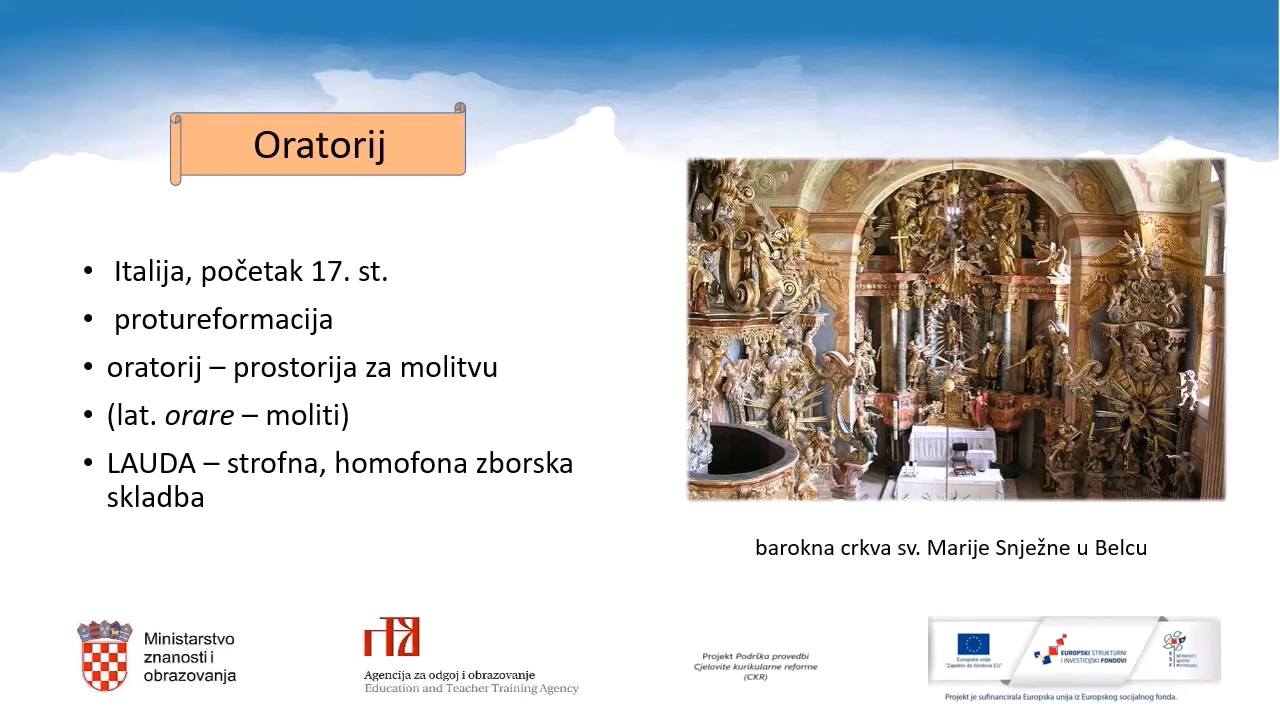 Oratorij
• Italija, početak 17. st.
• protureformacija
• oratorij – prostorija za molitvu
• (lat. orare – moliti)
• LAUDA – strofna, homofona zborska
skladba
barokna crkva sv. Marije Snježne u Belcu
Ministarstvo
znanosti i
obrazovanja
Agencija za odgoj i obrazovanje
Education and Teacher Training Agency
Projekt Podrška provedbi
Cjelovite kurikularne reforme
(CKR)
Europska unija
"Zajedno do fondova EU"
EUROPSKI STRUKTURNI
I INVESTICIJSKI FONDOVI
Projekt je sufinancirala Europska unija iz Europskog socijalnog fonda.